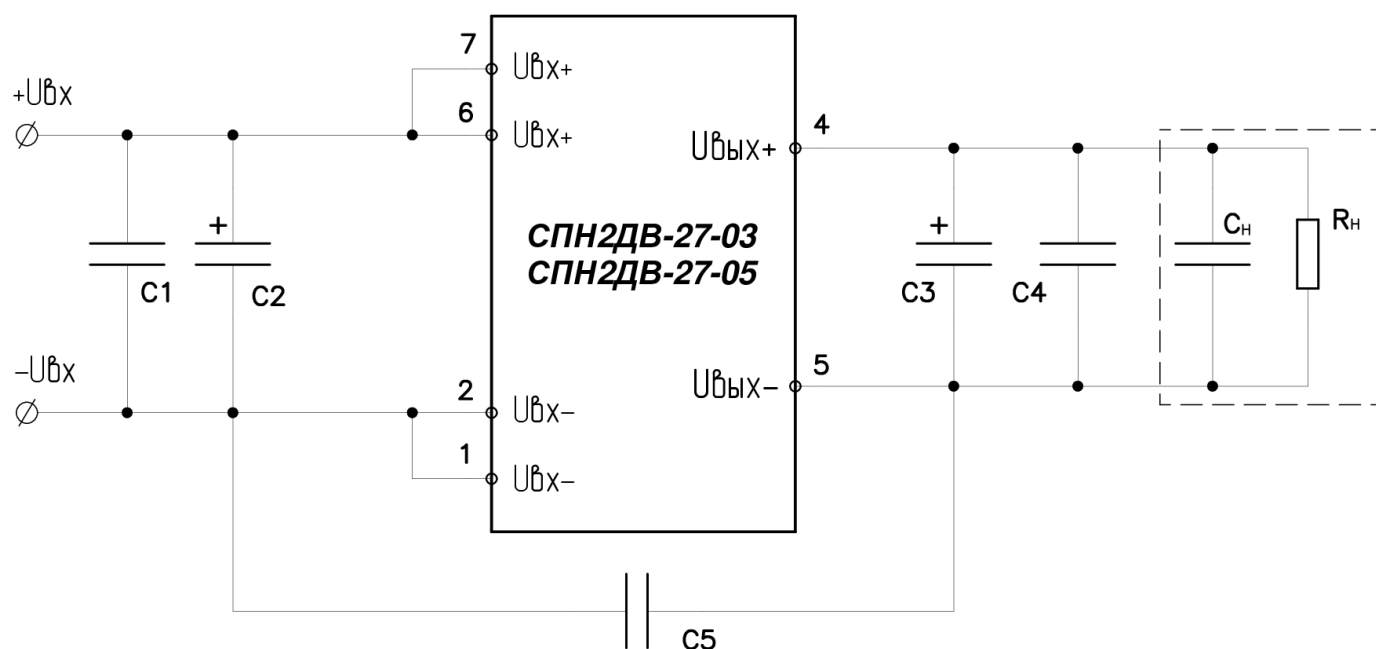 7
Uвх+
+Uвх
6
Uвх+
4
Uвых+
+
C1
C2
СПН2ДВ-27-03
СПН2ДВ-27-05
+
C3
C4
Cн
Rн
-Uвх
2
Uвх-
1
Uвх-
5
Uвых-
C5